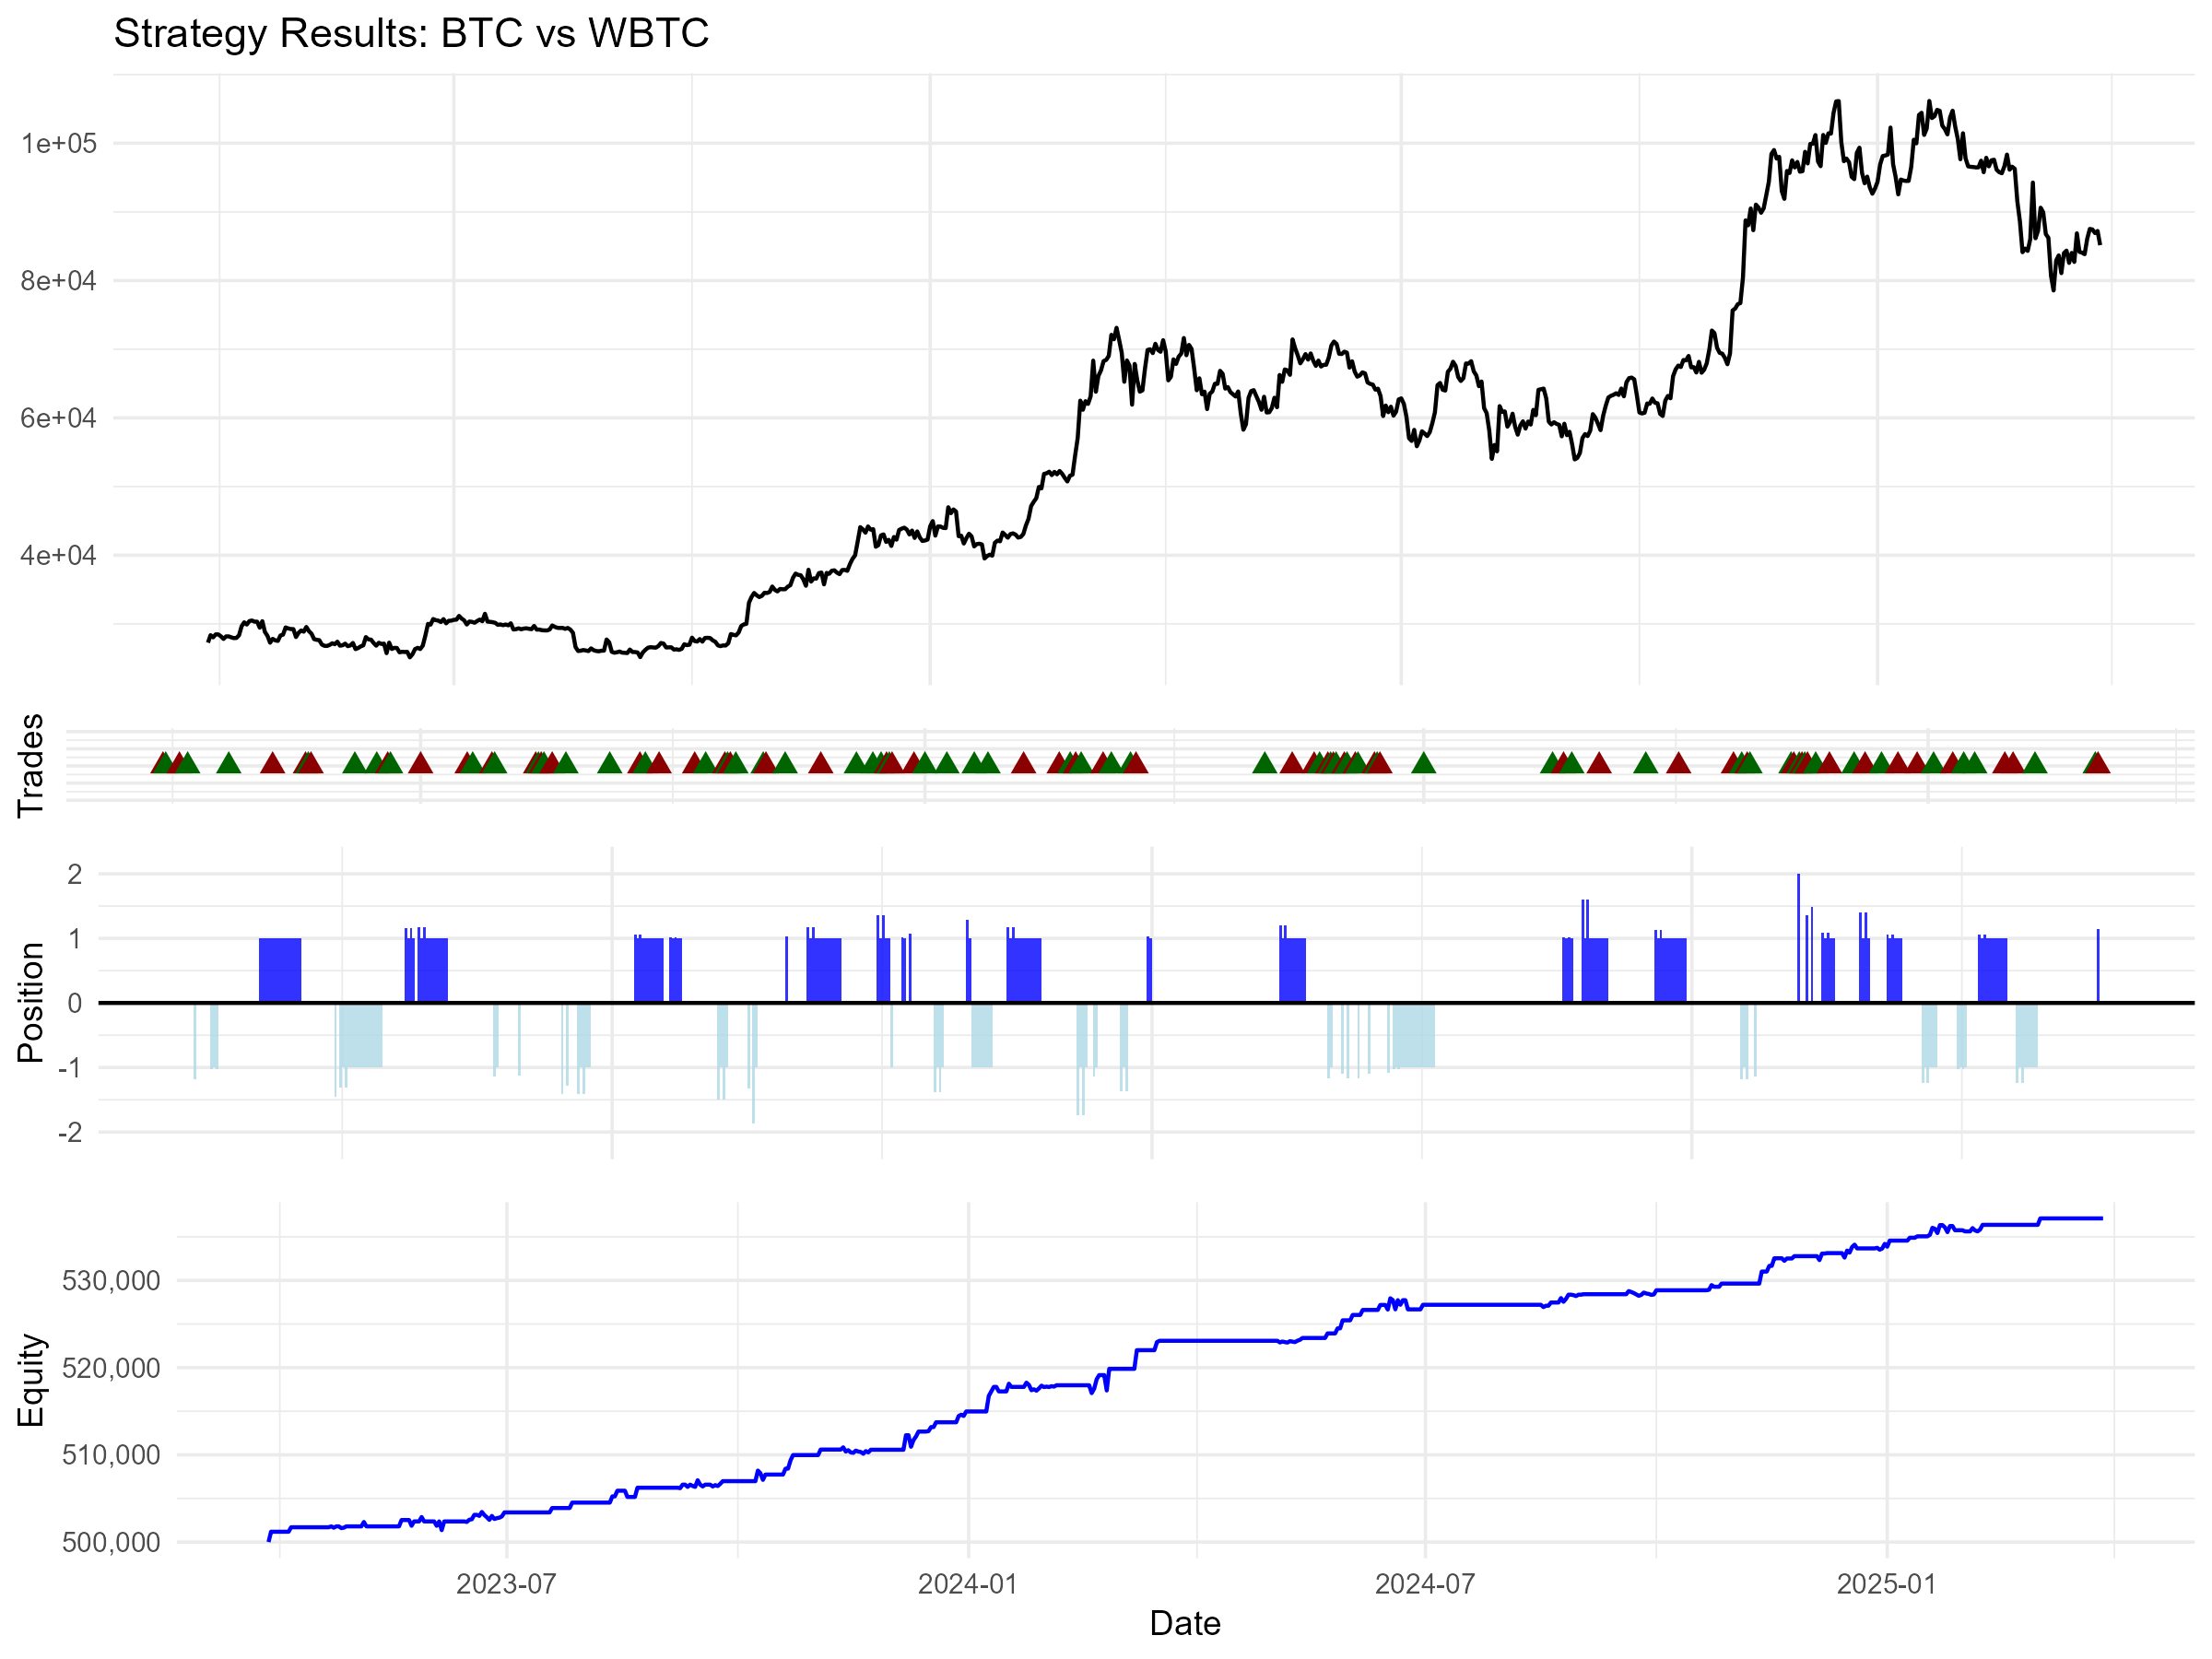 Strategy Results: BTC vs WBTC
1e+05
8e+04
6e+04
4e+04
Trades
Position
2
1
0
-1
-2
Equity
530,000
520,000
510,000
500,000
2023-07
2024-01
2024-07
2025-01
Date